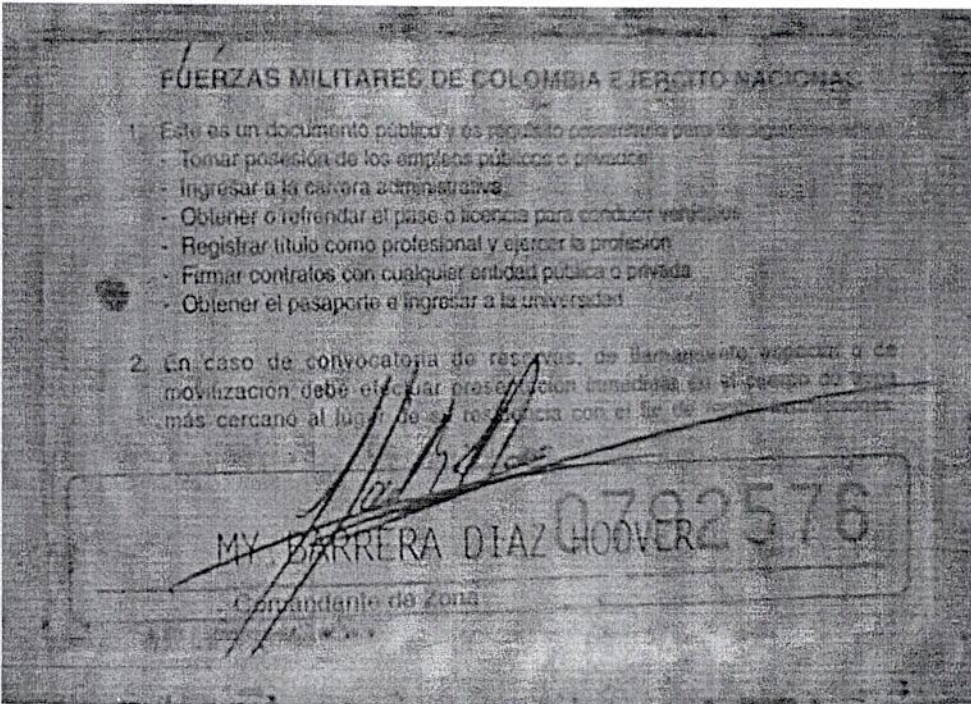 FUERZAS MILITARES DE COLOMBIA EJERCITO NACIONAL
1. Este es un documento público y es requisito para
- Tomar posesión de los empleos públicos o privados
- Ingresar a la carrera administrativa
- Obtener o refrendar el pase o licencia para conducir vehículos
- Registrar título como profesional y ejercer la profesión
- Firmar contratos con cualquier entidad pública o privada
- Obtener el pasaporte e ingresar a la universidad
2. En caso de convocatoria de reservas, de llamamiento especial o de
movilización debe efectuar presentación inmediata en el cuerpo de
más cercano al lugar de su residencia con el fin de
0792576
MY. BARRERA DIAZ HOOVER
Comandante de Zona